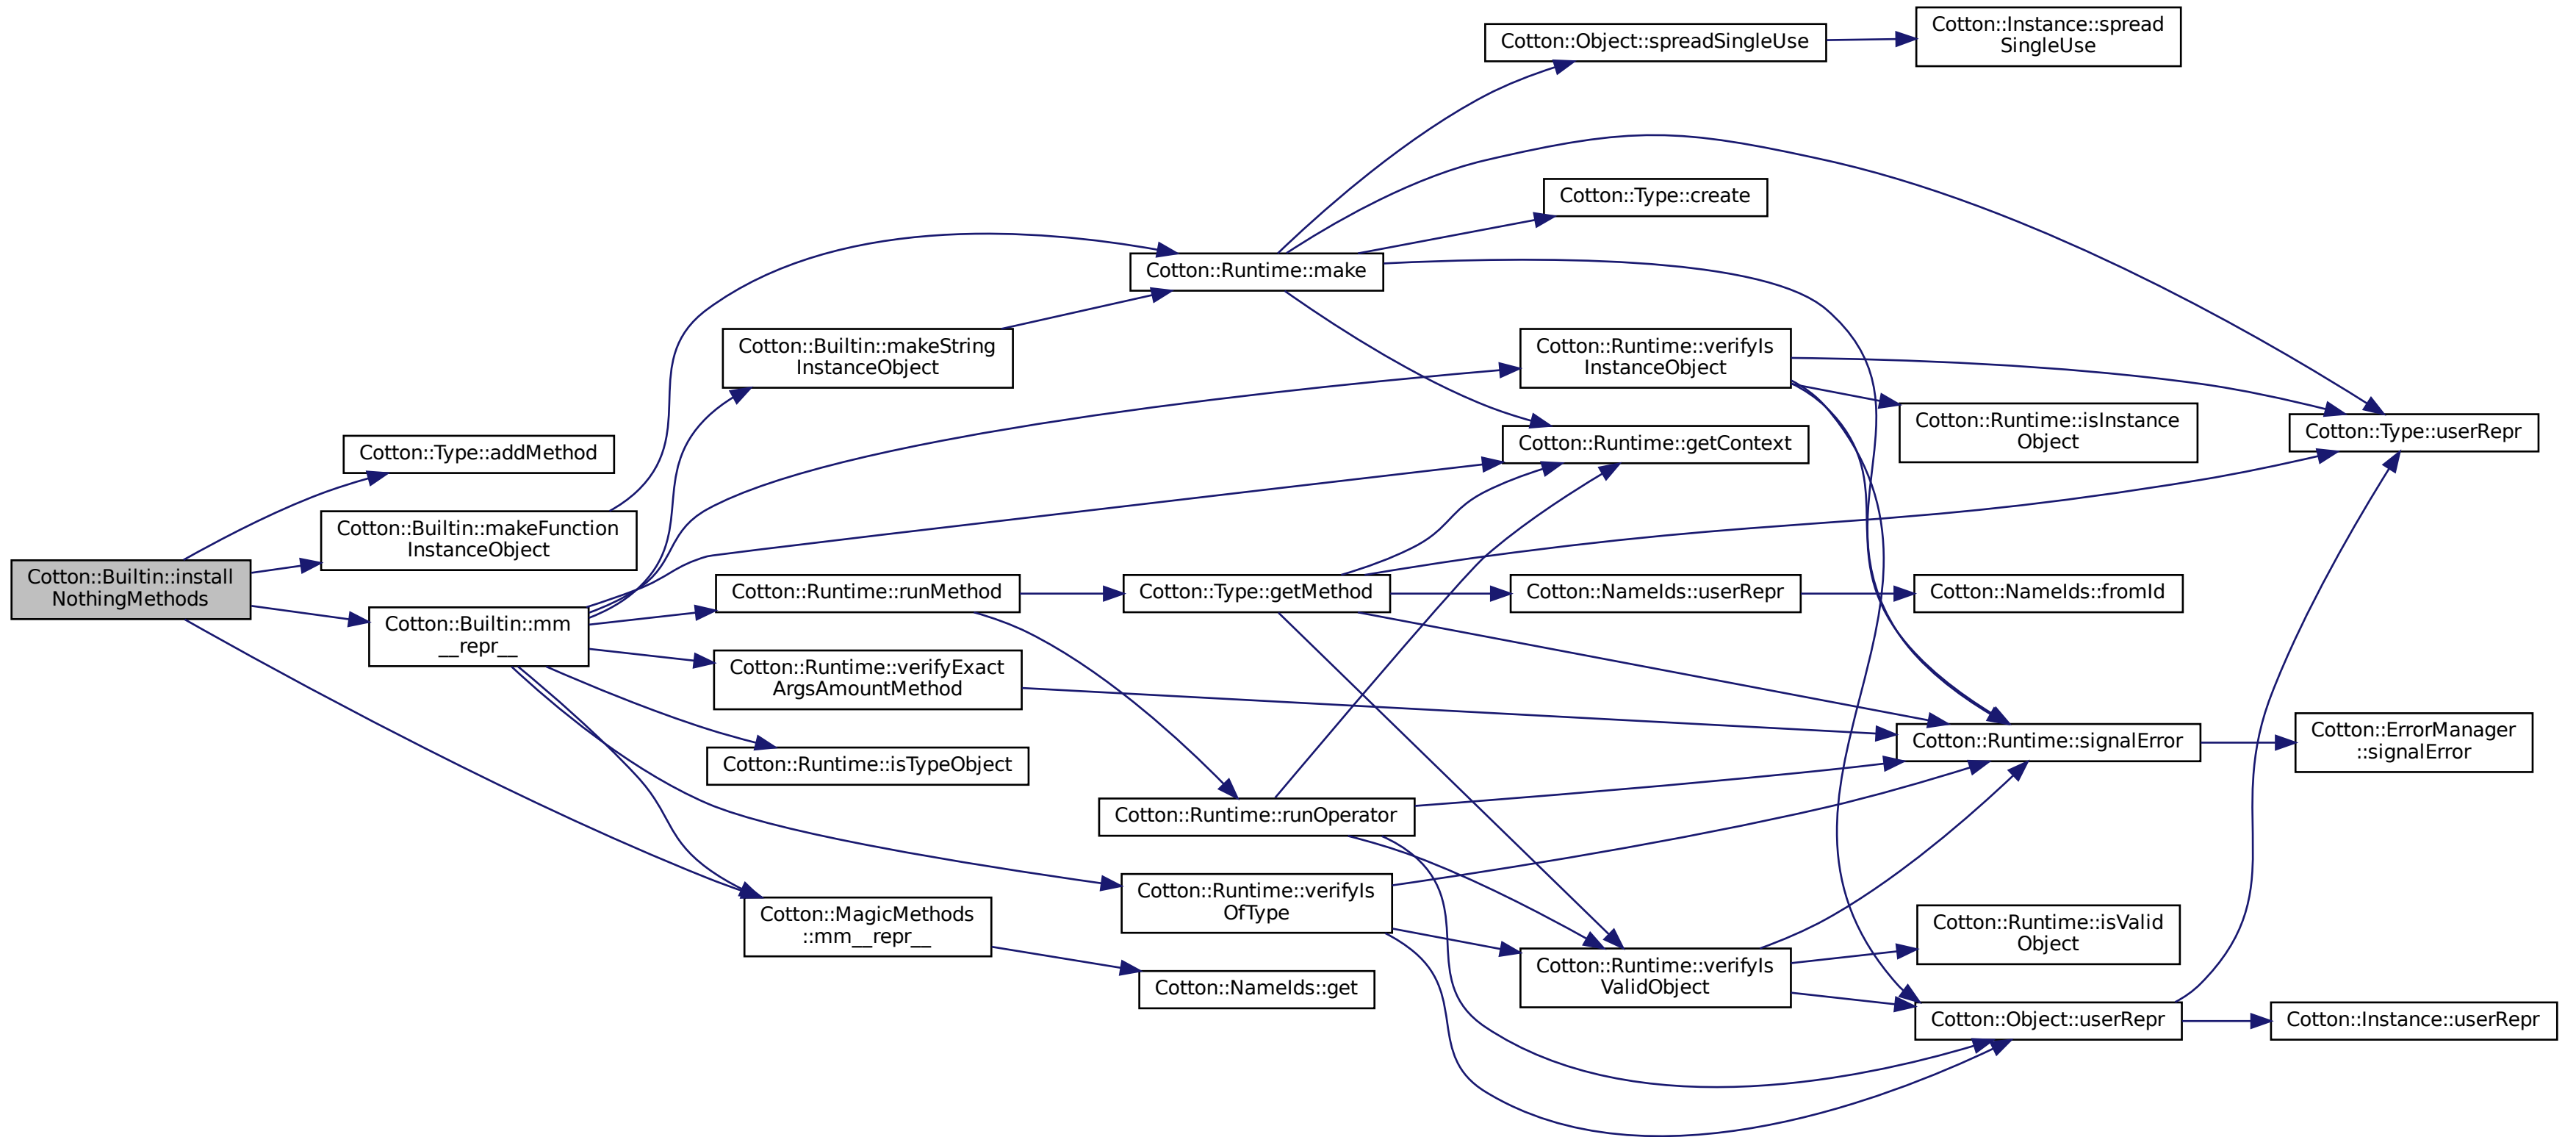 Cotton::Builtin::install
NothingMethods
Cotton::Type::addMethod
Cotton::Builtin::makeFunction
InstanceObject
Cotton::Builtin::mm
__repr__
Cotton::Builtin::makeString
InstanceObject
Cotton::Runtime::runMethod
Cotton::Runtime::verifyExact
ArgsAmountMethod
Cotton::Runtime::isTypeObject
Cotton::MagicMethods
::mm__repr__
Cotton::Runtime::make
Cotton::Type::getMethod
Cotton::Runtime::runOperator
Cotton::Runtime::verifyIs
OfType
Cotton::NameIds::get
Cotton::Object::spreadSingleUse
Cotton::Type::create
Cotton::Runtime::verifyIs
InstanceObject
Cotton::Runtime::getContext
Cotton::NameIds::userRepr
Cotton::Runtime::verifyIs
ValidObject
Cotton::Instance::spread
SingleUse
Cotton::Runtime::isInstance
Object
Cotton::NameIds::fromId
Cotton::Runtime::signalError
Cotton::Runtime::isValid
Object
Cotton::Object::userRepr
Cotton::Type::userRepr
Cotton::ErrorManager
::signalError
Cotton::Instance::userRepr